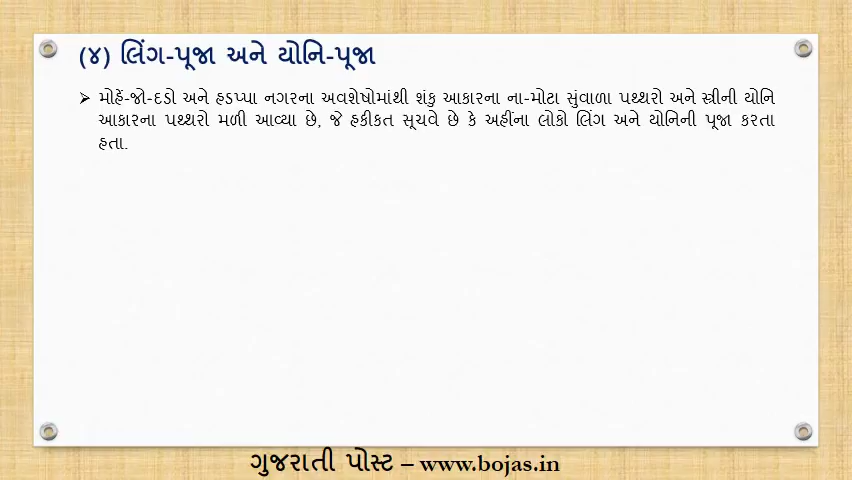 (૪) લિંગ-પૂજા અને યોનિ-પૂજા
➢ મોહેં-જો-દડો અને હડપ્પા નગરના અવશેષોમાંથી શંકુ આકારના ના-મોટા સુંવાળા પથ્થરો અને સ્ત્રીની યોનિ
આકારના પથ્થરો મળી આવ્યા છે, જે હકીકત સૂચવે છે કે અહીંના લોકો લિંગ અને યોનિની પૂજા કરતા
હતા.
ગુજરાતી પોસ્ટ – www.bojas.in